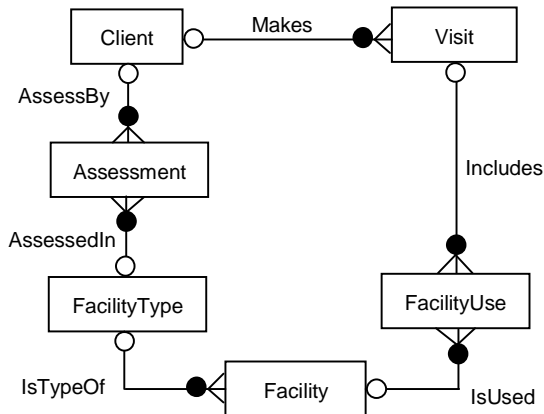 Client
Makes
Visit
AssessBy
Assessment
Includes
AssessedIn
FacilityType
FacilityUse
IsTypeOf
Facility
IsUsed